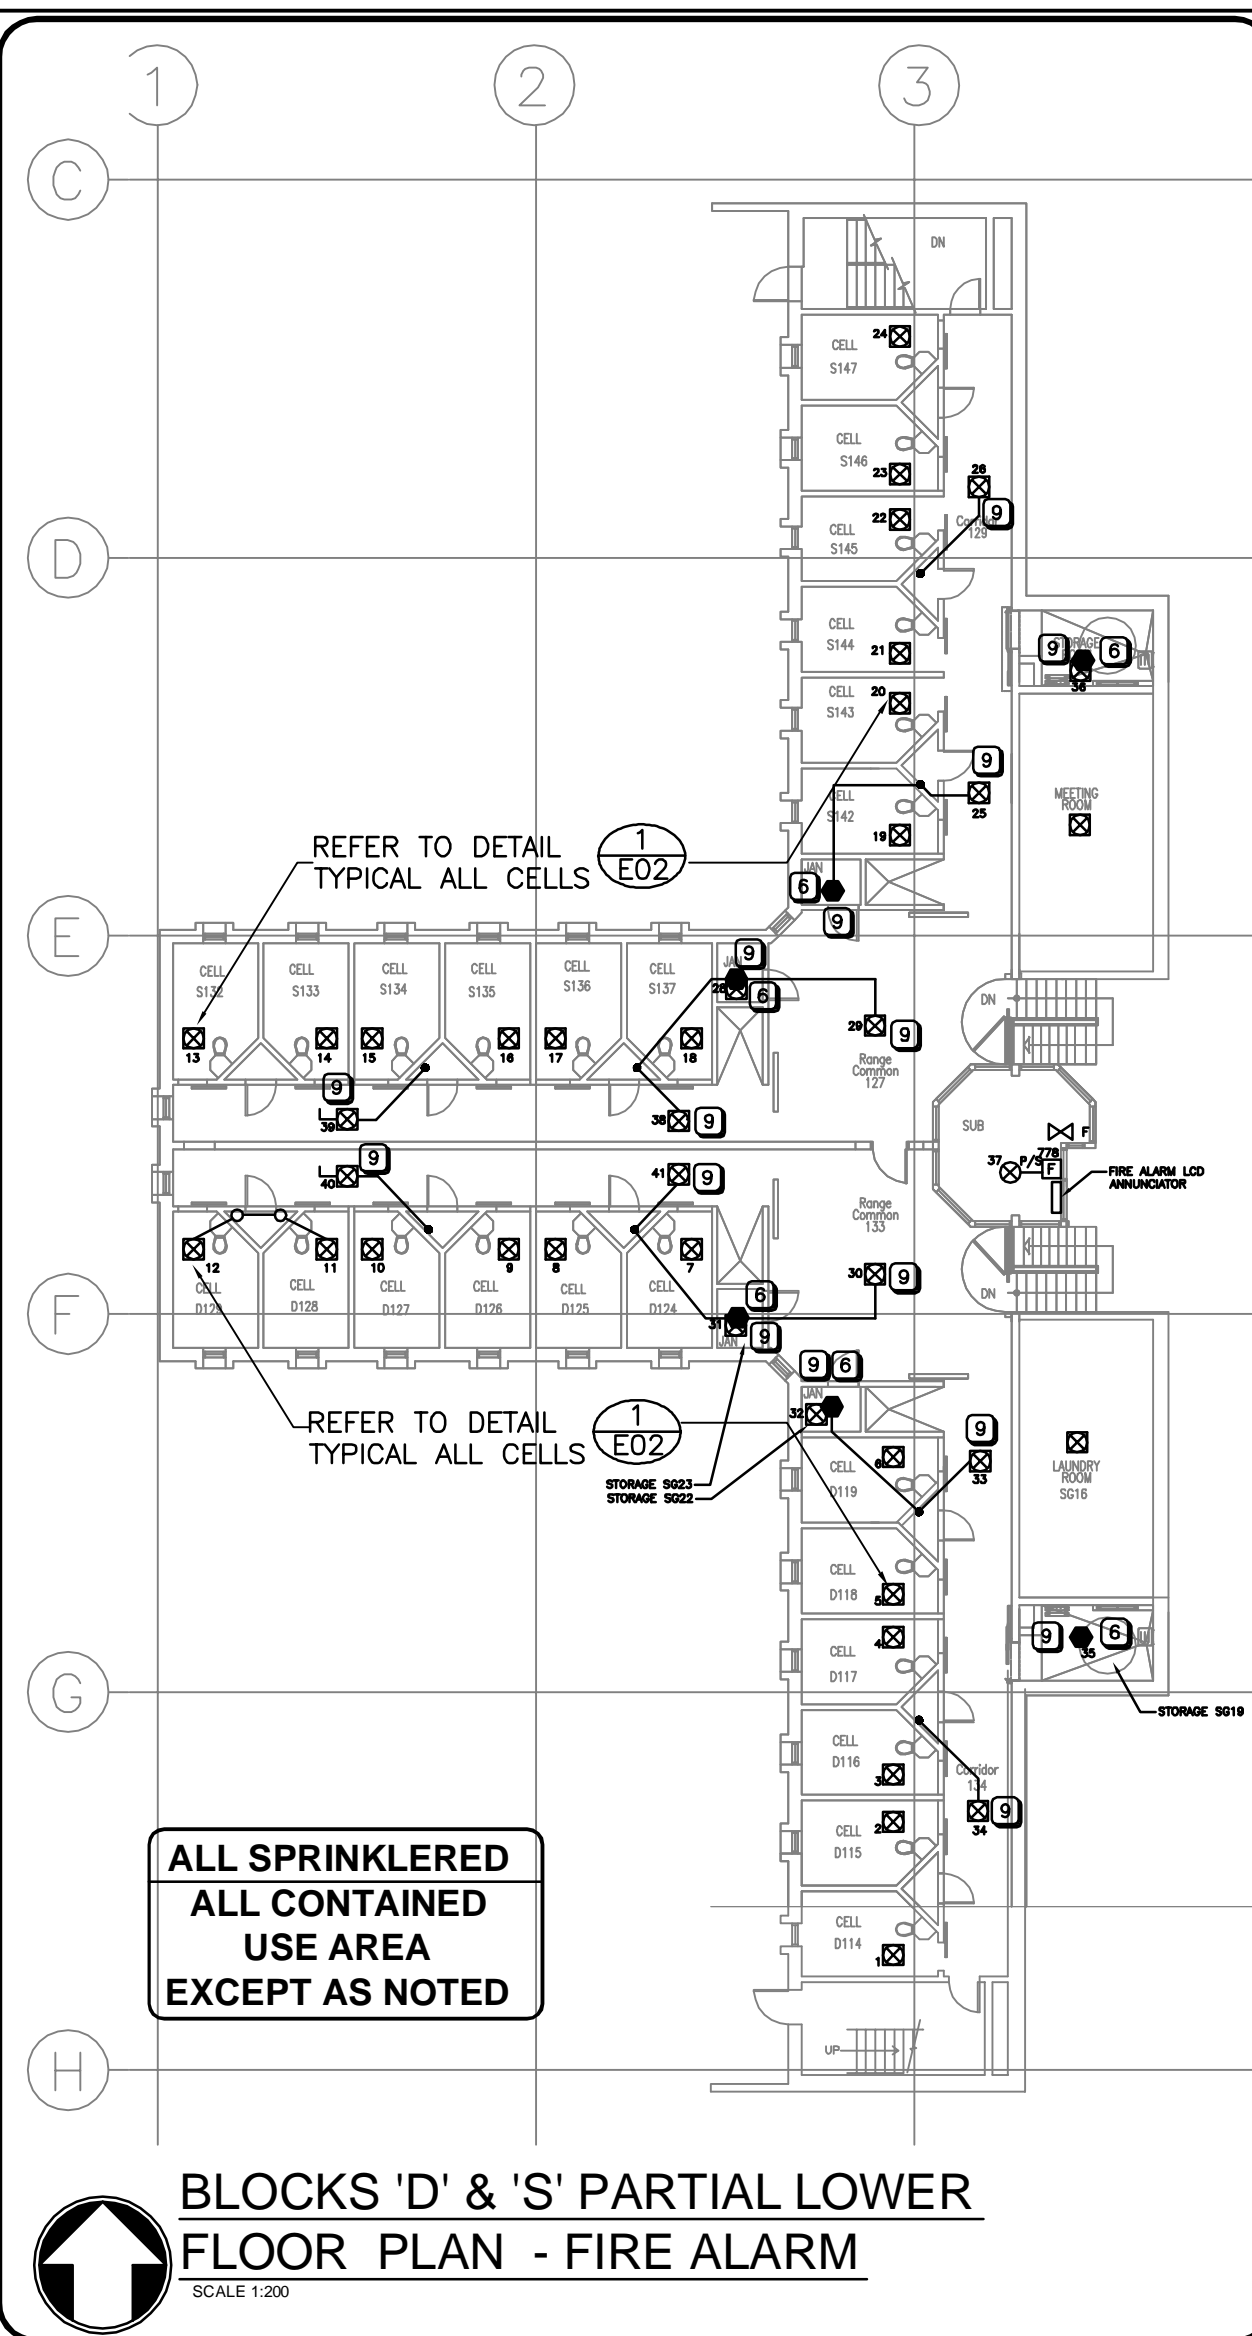 1
2
3
C
DN
24
CELL
S147
CELL
S146
23
26
22
CELL
S145
9
Corridor
129
D
CELL
S144
21
9
STORAGE
6
36
20
CELL
S143
9
25
MEETING
ROOM
CELL
S142
19
REFER TO DETAIL
TYPICAL ALL CELLS
1
E02
JAN
6
9
E
CELL
S132
CELL
S133
CELL
S134
CELL
S135
CELL
S136
CELL
S137
JAN
9
28
6
DN
13
14
15
16
17
18
29
9
Range
Common
127
9
39
38
9
SUB
F
37
P/S
778
F
FIRE ALARM LCD
ANNUNCIATOR
9
40
41
9
Range
Common
133
12
11
10
9
8
7
30
9
CELL
D129
CELL
D128
CELL
D127
CELL
D126
CELL
D125
CELL
D124
DN
F
6
31
9
JAN
9
6
JAN
32
REFER TO DETAIL
TYPICAL ALL CELLS
1
E02
STORAGE SG23
STORAGE SG22
6
CELL
D119
9
33
LAUNDRY
ROOM
SG16
CELL
D118
5
4
CELL
D117
9
6
35
G
STORAGE SG19
CELL
D116
3
Corridor
134
9
34
2
CELL
D115
CELL
D114
1
ALL SPRINKLERED
ALL CONTAINED
USE AREA
EXCEPT AS NOTED
UP
H
BLOCKS 'D' & 'S' PARTIAL LOWER
FLOOR PLAN - FIRE ALARM
SCALE 1:200